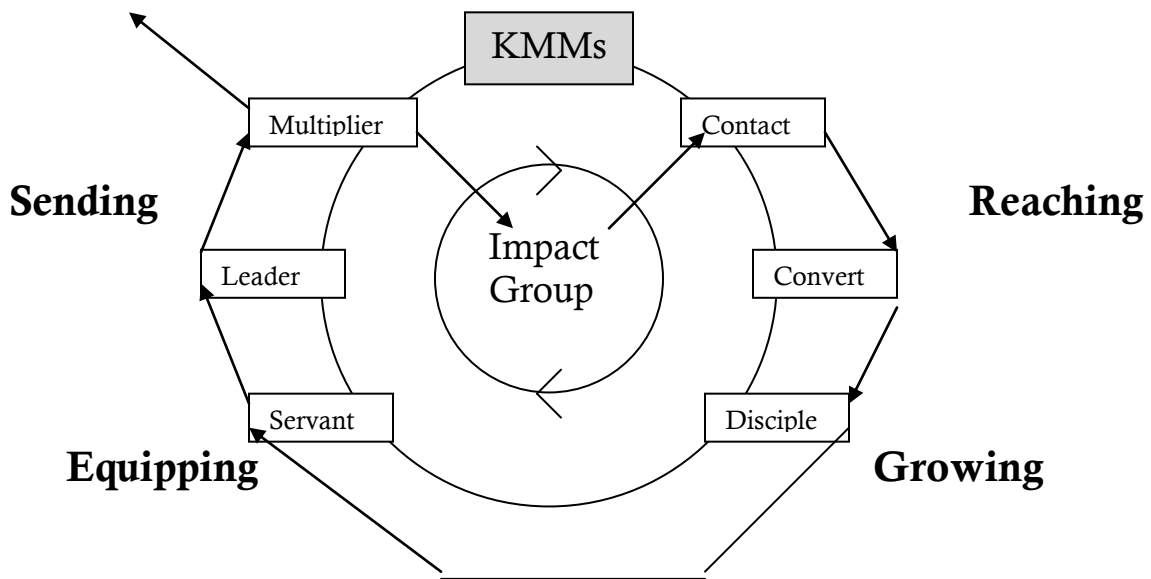 KMMs
Multiplier
Contact
Sending
Reaching
Impact
Group
Leader
Convert
Servant
Disciple
Equipping
Growing